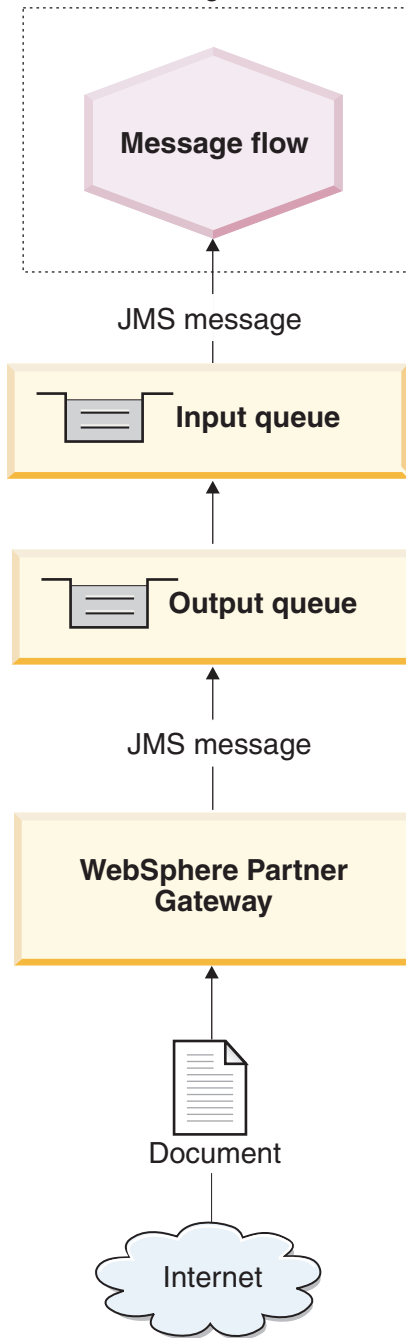 Message flow
JMS message
Input queue
Output queue
JMS message
WebSphere Partner
Gateway
Document
Internet